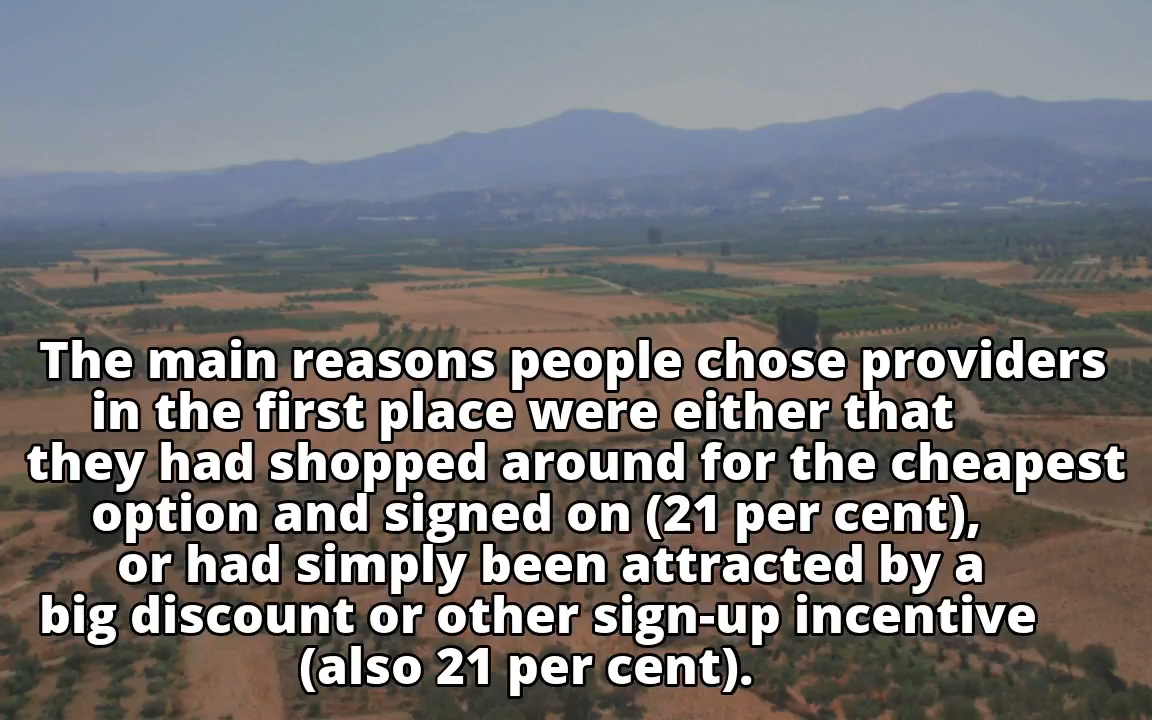 The main reasons people chose providers
in the first place were either that
they had shopped around for the cheapest
option and signed on (21 per cent),
or had simply been attracted by a
big discount or other sign-up incentive
(also 21 per cent).